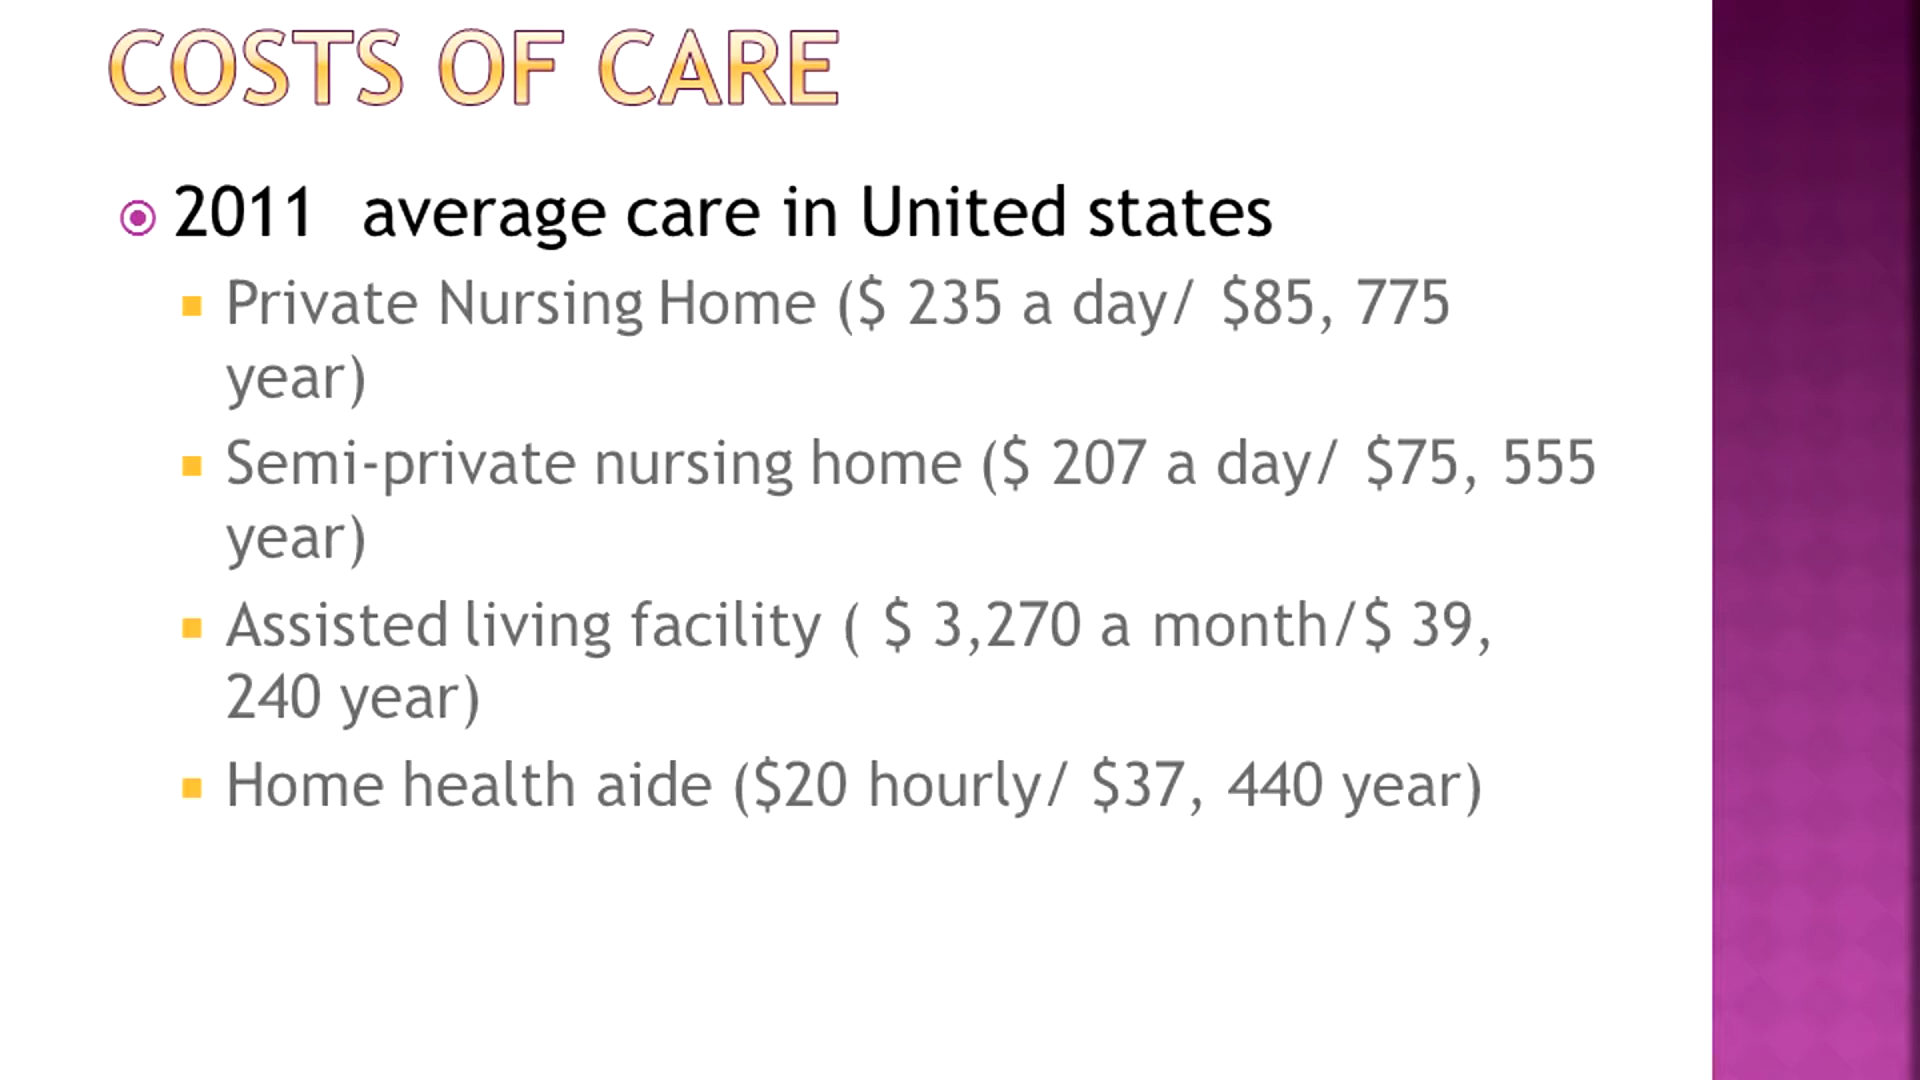 COSTS OF CARE
2011 average care in United states
Private Nursing Home ($ 235 a day/ $85, 775
year)
Semi-private nursing home ($ 207 a day/ $75, 555
year)
Assisted living facility ( $ 3,270 a month/$ 39,
240 year)
Home health aide ($20 hourly/ $37, 440 year)